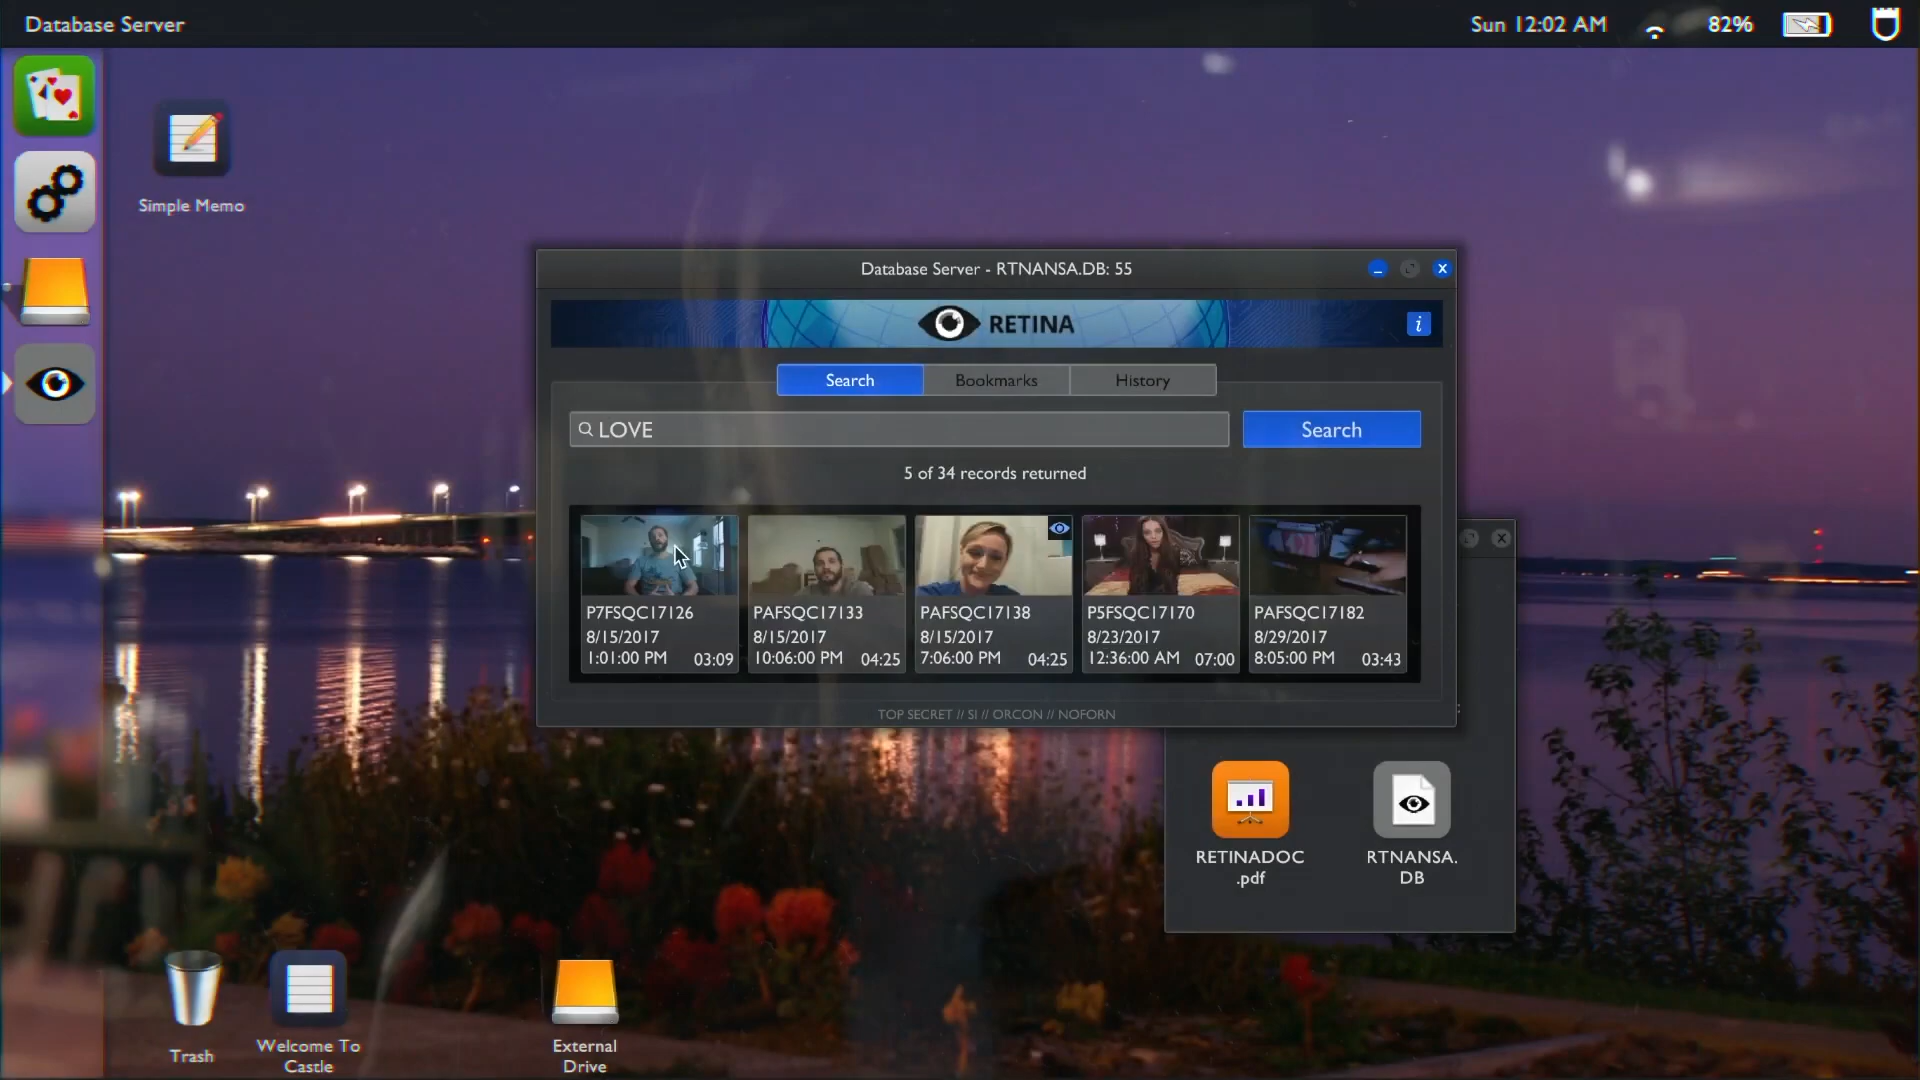 Database Server
Sun 12:02 AM
82%
Simple Memo
Database Server - RTNANSA.DB: 55
RETINA
i
Search
Bookmarks
History
LOVE
Search
5 of 34 records returned
P7FSQC17126
8/15/2017
1:01:00 PM 03:09
PAFSQC17133
8/15/2017
10:06:00 PM 04:25
PAFSQC17138
8/15/2017
7:06:00 PM 04:25
P5FSQC17170
8/23/2017
12:36:00 AM 07:00
PAFSQC17182
8/29/2017
8:05:00 PM 03:43
TOP SECRET // SI // ORCON // NOFORN
RETINADOC
.pdf
RTNANSA.
DB
Trash
Welcome To
Castle
External
Drive